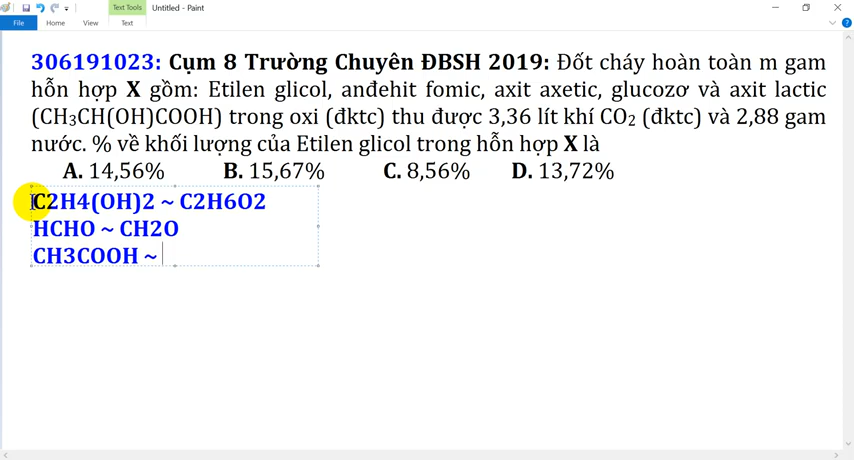 Text Tools
Untitled - Paint
File
Home
View
Text
306191023: Cụm 8 Trường Chuyên ĐBSH 2019: Đốt cháy hoàn toàn m gam
hỗn hợp X gồm: Etilen glicol, anđehit fomic, axit axetic, glucozơ và axit lactic
(CH₃CH(OH)COOH) trong oxi (đktc) thu được 3,36 lít khí CO₂ (đktc) và 2,88 gam
nước. % về khối lượng của Etilen glicol trong hỗn hợp X là
A. 14,56% B. 15,67% C. 8,56% D. 13,72%
C2H4(OH)2 ~ C2H6O2
HCHO ~ CH2O
CH3COOH ~